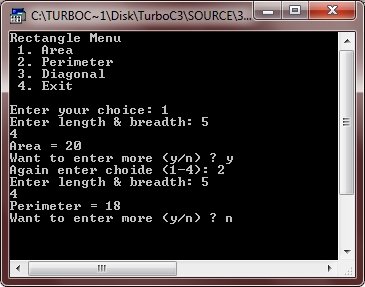 C:\TURBOC~1\Disk\TurboC3\SOURCE\3...
Rectangle Menu
1. Area
2. Perimeter
3. Diagonal
4. Exit
Enter your choice: 1
Enter length & breadth: 5
4
Area = 20
Want to enter more (y/n) ? y
Again enter choide (1-4): 2
Enter length & breadth: 5
4
Perimeter = 18
Want to enter more (y/n) ? n